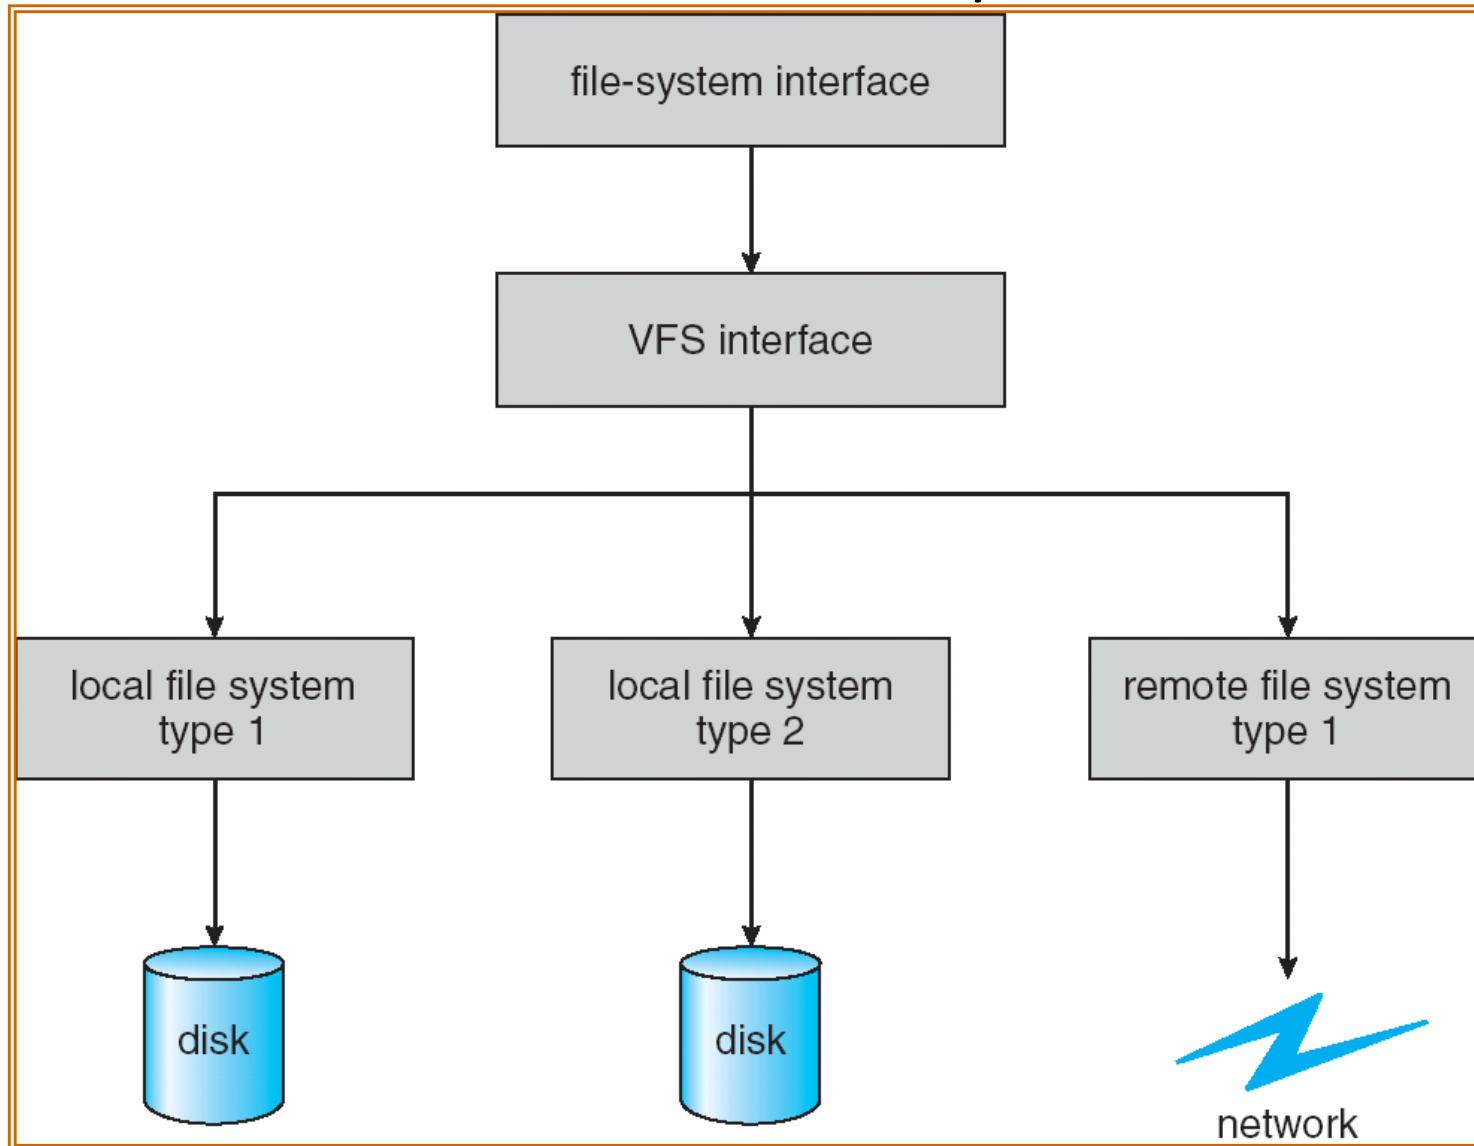 file-system interface
VFS interface
local file system
type 1
local file system
type 2
remote file system
type 1
disk
disk
network